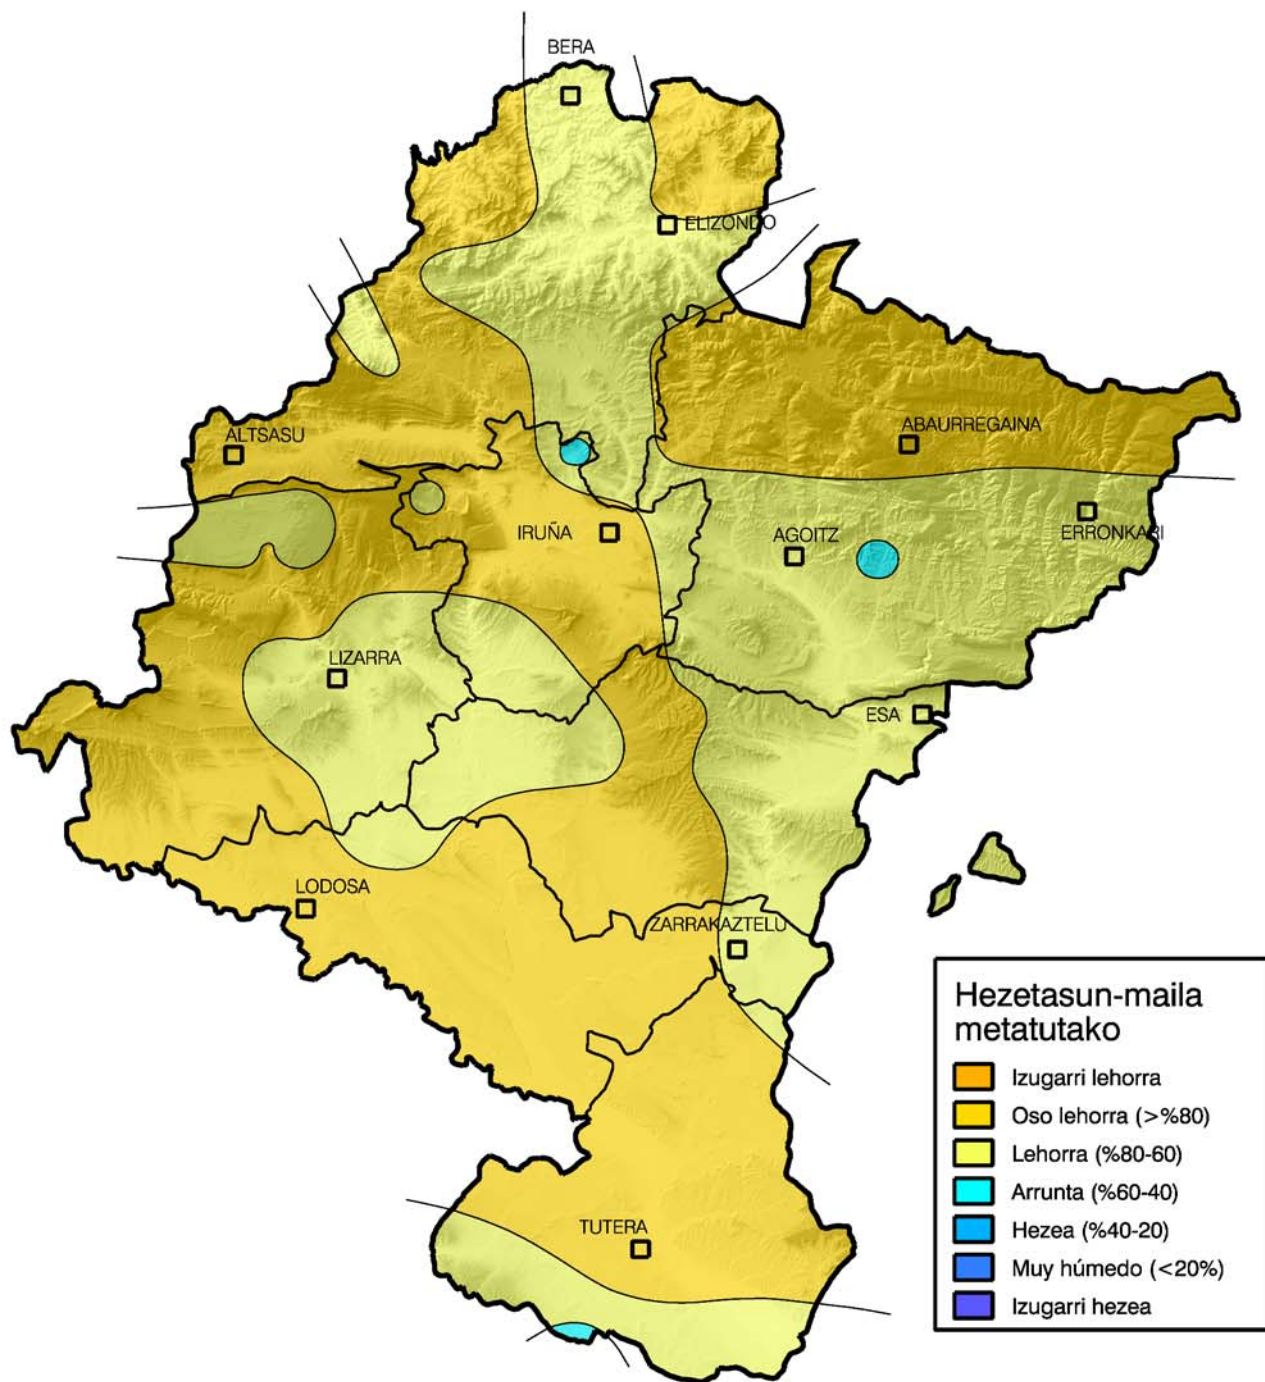 BERA
ELIZONDO
ALTSASU
ABAURREGAINA
IRUÑA
AGOITZ
ERRONKARI
LIZARRA
ESA
LODOSA
ZARRAKAZTELU
TUTERA
Hezetasun-maila
metatutako
Izugarri lehorra
Oso lehorra (>%80)
Lehorra (%80-60)
Arrunta (%60-40)
Hezea (%40-20)
Muy húmedo (<20%)
Izugarri hezea